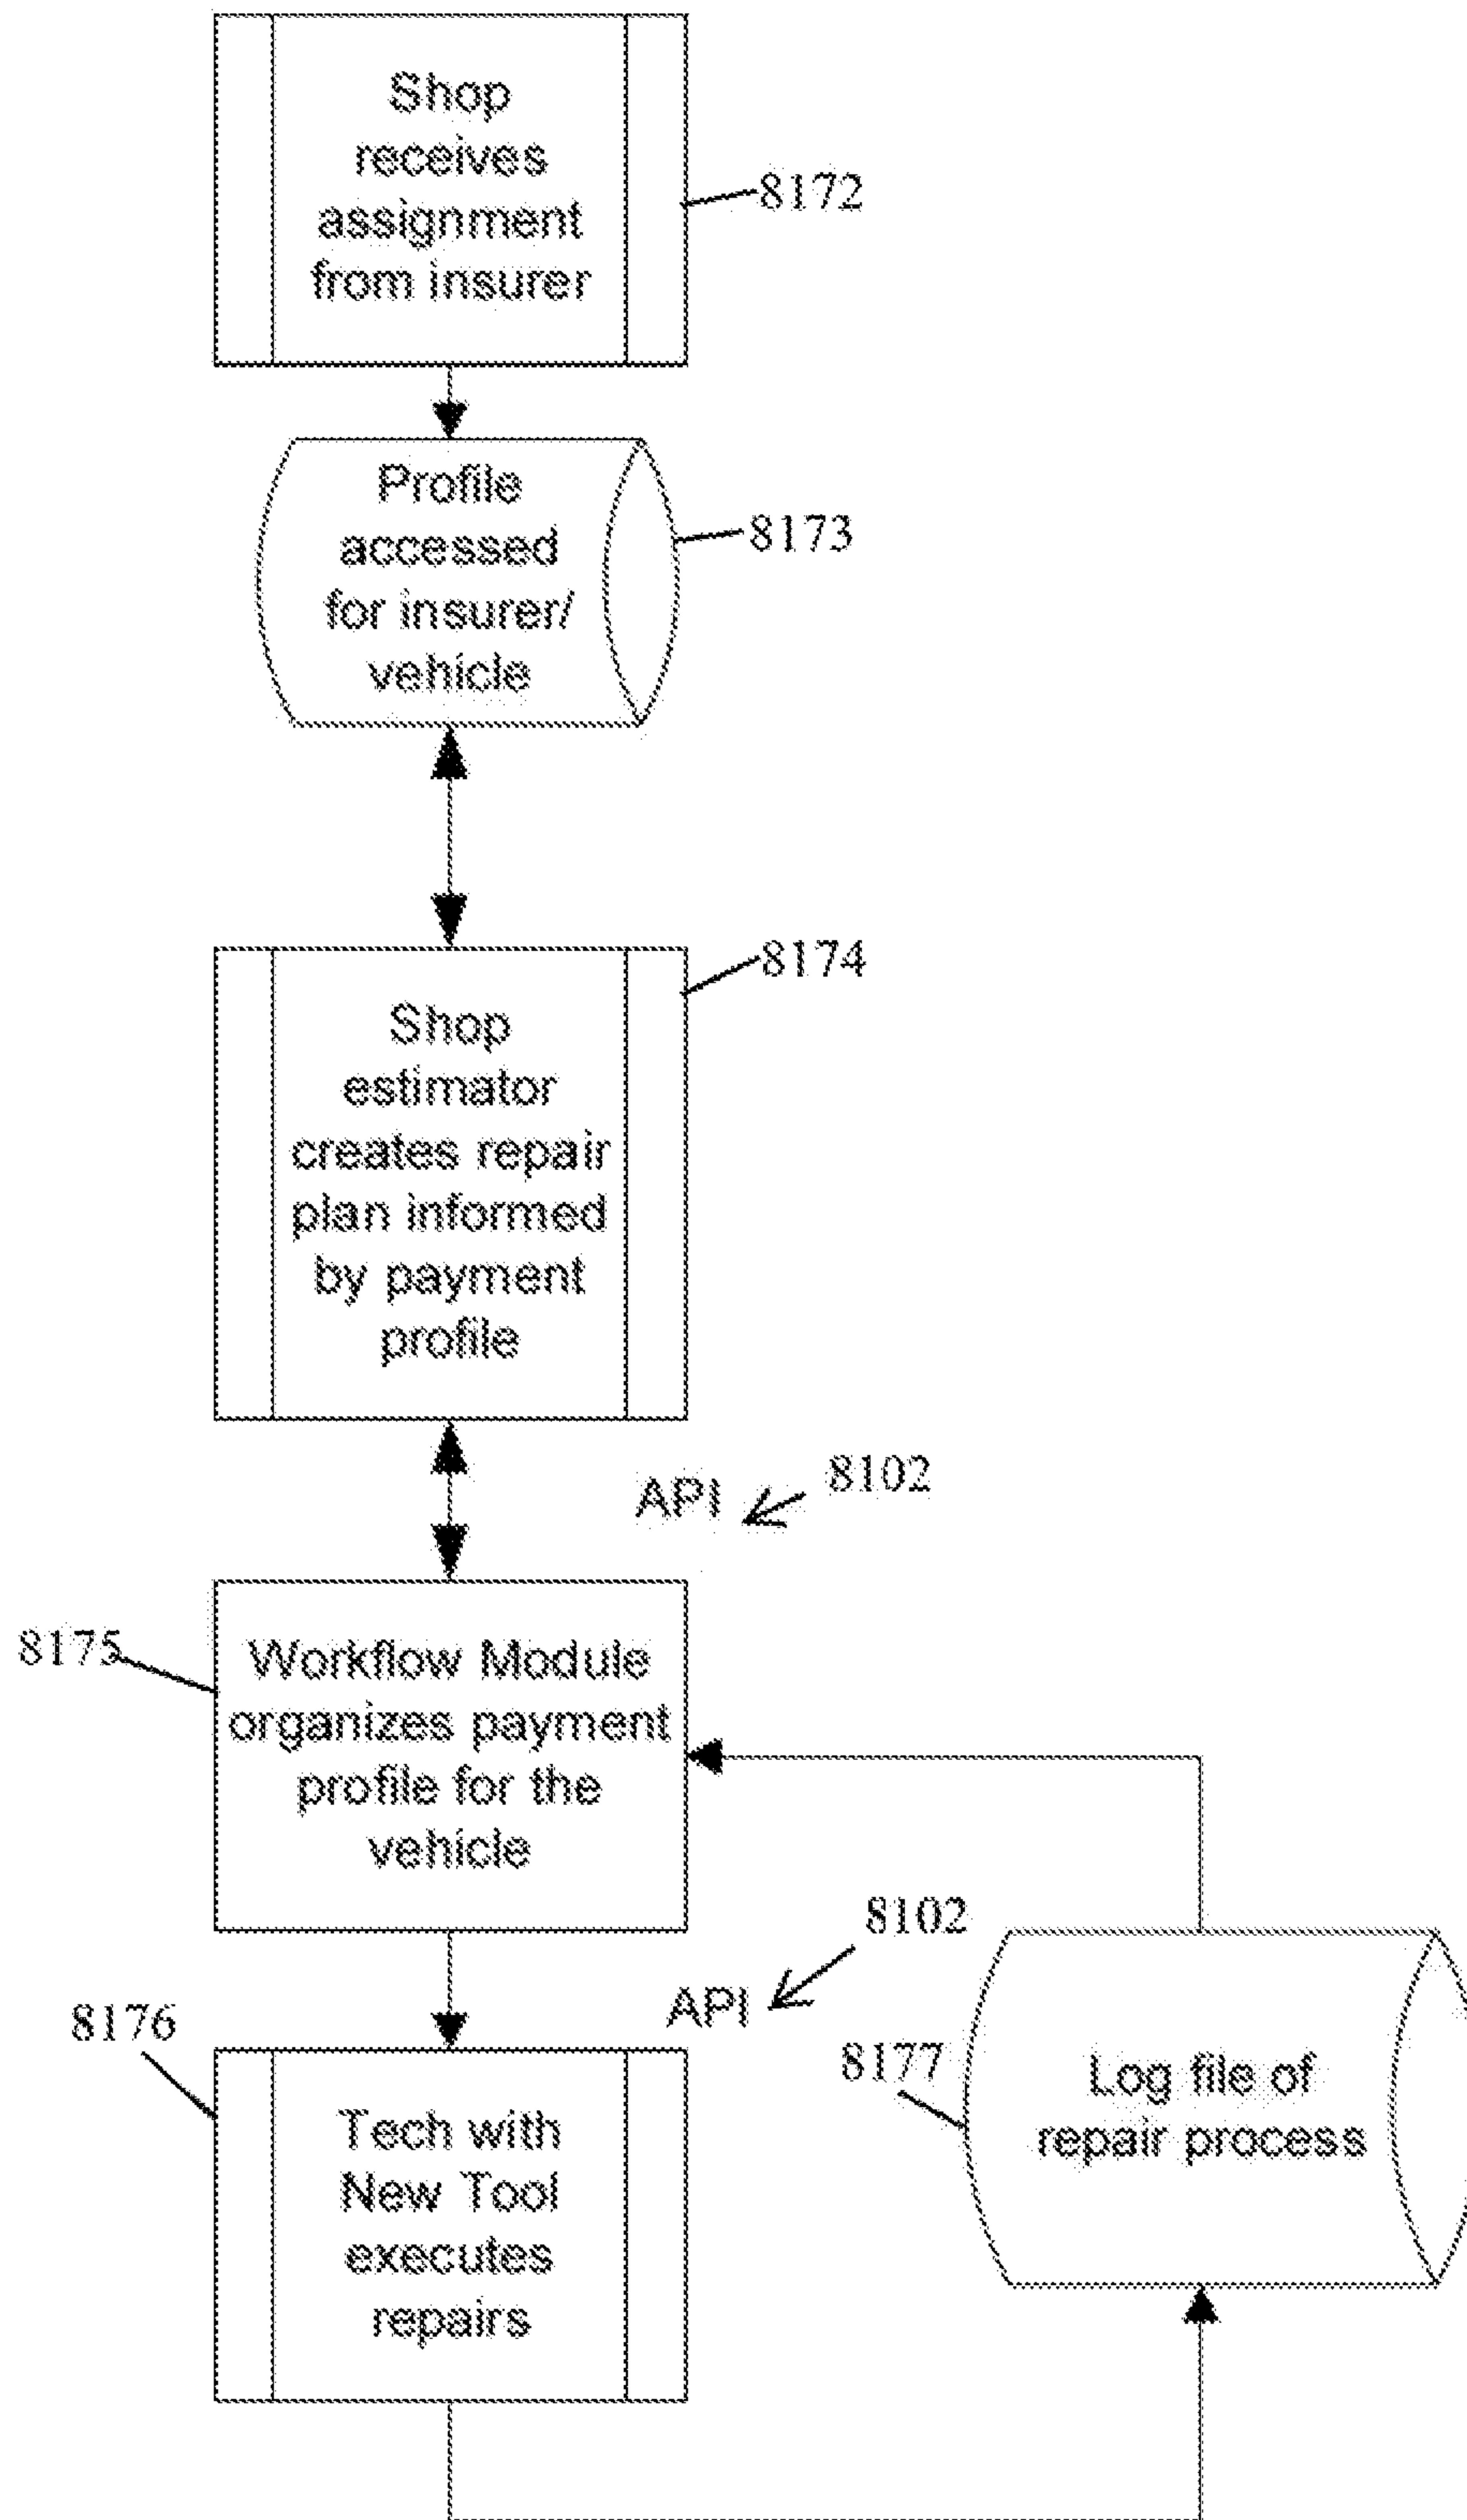 Shop
receives
assignment
from insurer
8172
Profile
accessed
for insurer/
vehicle
8173
8174
Shop
estimator
creates repair
plan informed
by payment
profile
API
8102
8175
Workflow Module
organizes payment
profile for the
vehicle
8102
API
8176
Tech with
New Tool
executes
repairs
8177
Log file of
repair process